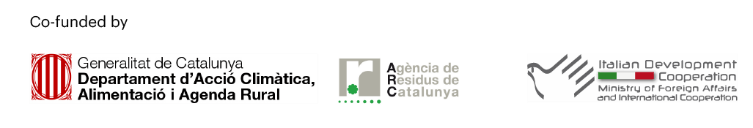 Co-funded by
Generalitat de Catalunya
Departament d'Acció Climàtica,
Alimentació i Agenda Rural
Agència de
Residus de
Catalunya
Italian Development
Cooperation
Ministry of Foreign Affairs
and International Cooperation